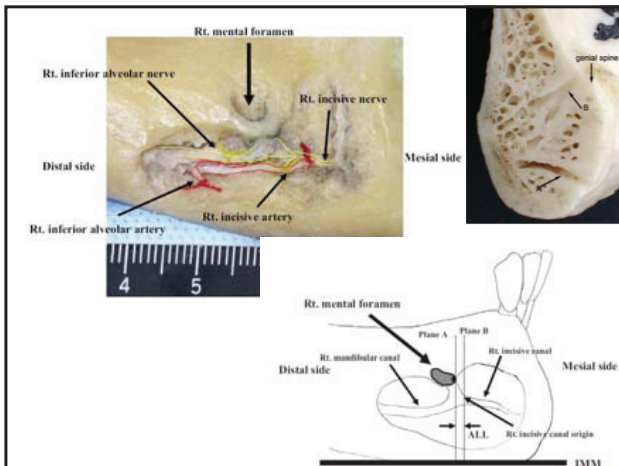 Rt. mental foramen
Rt. inferior alveolar nerve
Rt. incisive nerve
Distal side
Mesial side
Rt. incisive artery
Rt. inferior alveolar artery
4 5
genial spine
B
A
Rt. mental foramen
Plane A Plane B
Rt. mandibular canal
Rt. incisive canal
Distal side
Mesial side
ALL
Rt. incisive canal origin
IMM